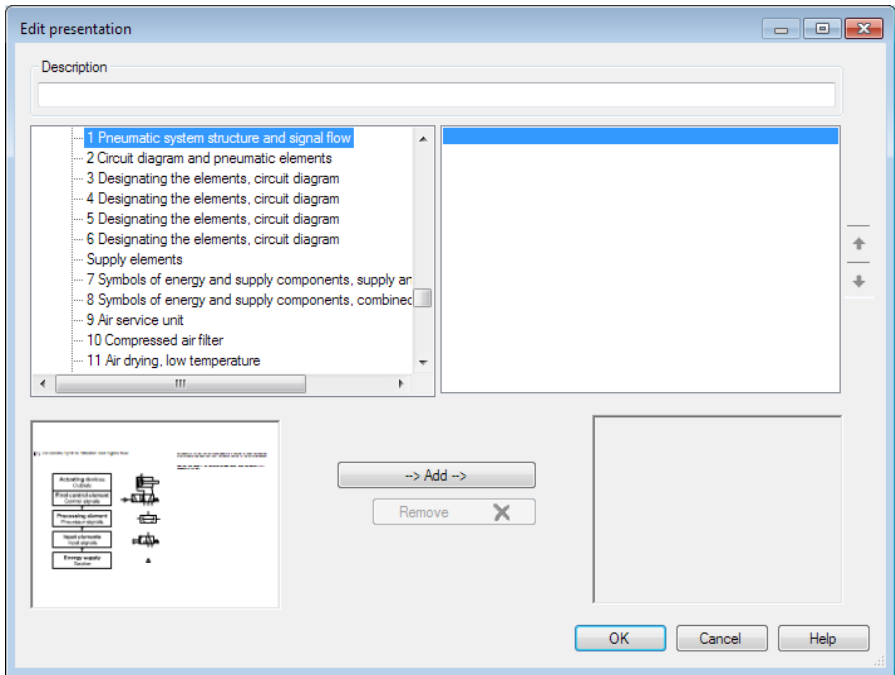 Edit presentation
Description
1 Pneumatic system structure and signal flow
2 Circuit diagram and pneumatic elements
3 Designating the elements, circuit diagram
4 Designating the elements, circuit diagram
5 Designating the elements, circuit diagram
6 Designating the elements, circuit diagram
Supply elements
7 Symbols of energy and supply components, supply an
8 Symbols of energy and supply components, combined
9 Air service unit
10 Compressed air filter
11 Air drying, low temperature
Actuating devices
Outputs
Final control element
Control signals
Processing element
Processor signals
Input elements
Input signals
Energy supply
Source
--> Add -->
Remove
OK
Cancel
Help